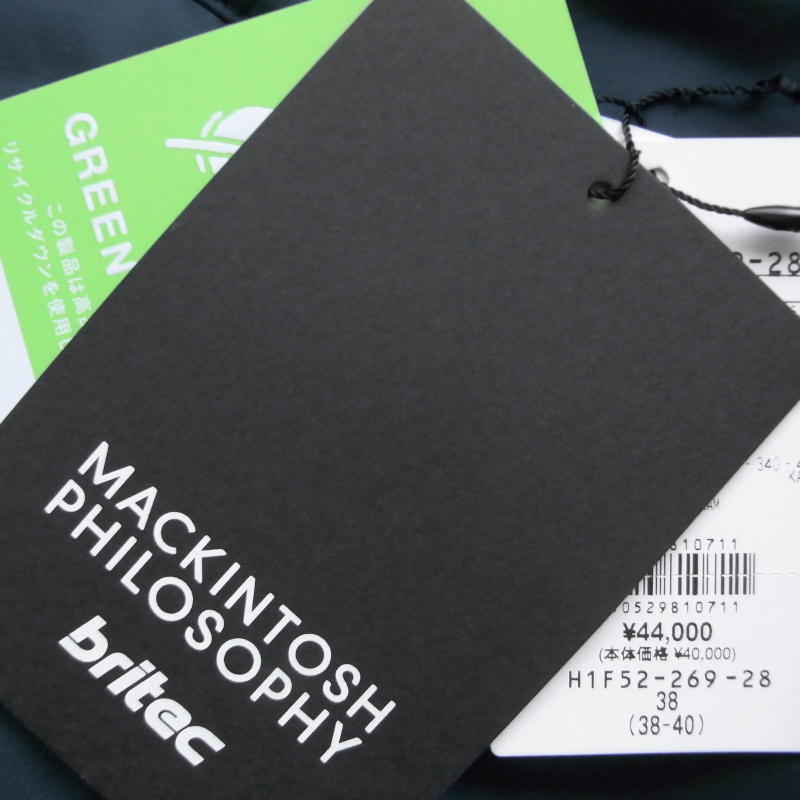 GREEN
この製品は高
リサイクルダウンを使用し
MACKINTOSH
PHILOSOPHY
britec
-28
340
10711
0529810711
¥44,000
(本体価格 ¥40,000)
H1F52-269-28
38
(38-40)